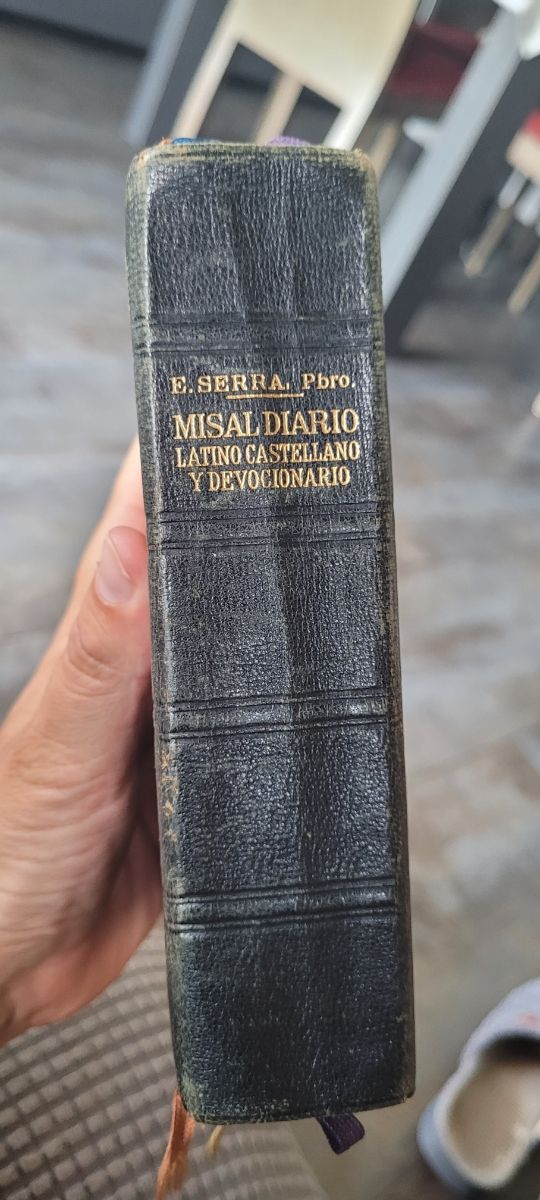 E. SERRA, Pbro.
MISAL DIARIO
LATINO CASTELLANO
Y DEVOCIONARIO